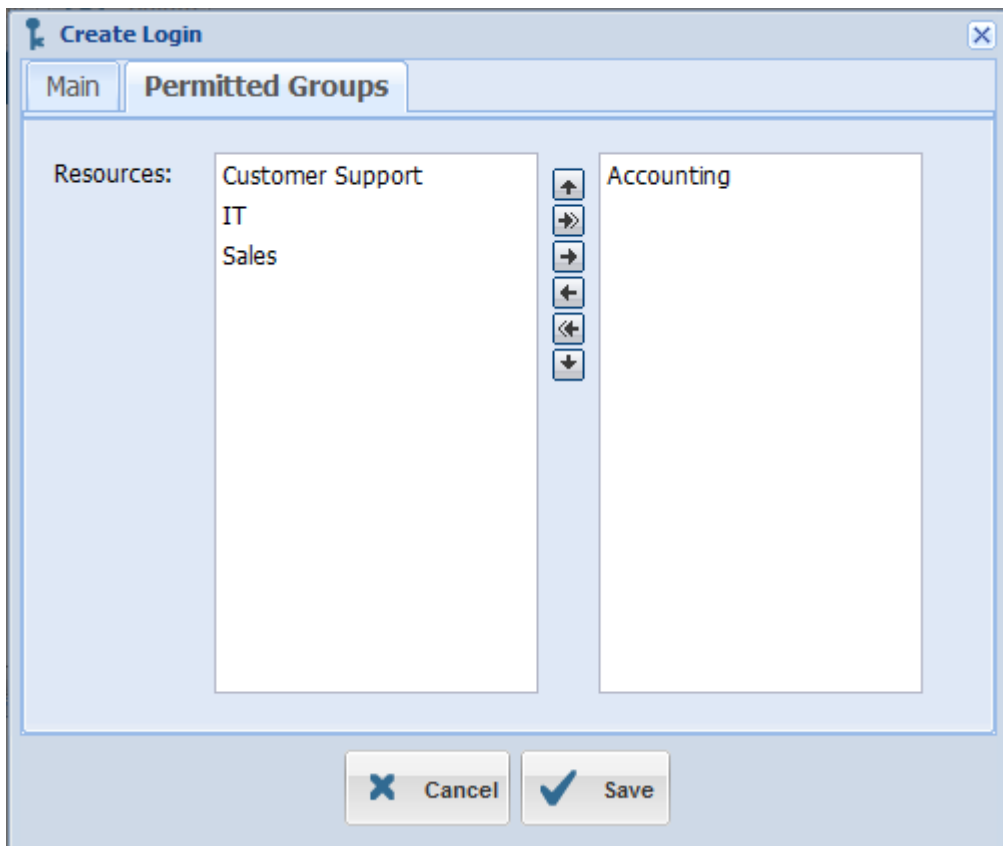 Create Login
Main
Permitted Groups
Resources:
Customer Support
IT
Sales
Accounting
Cancel
Save